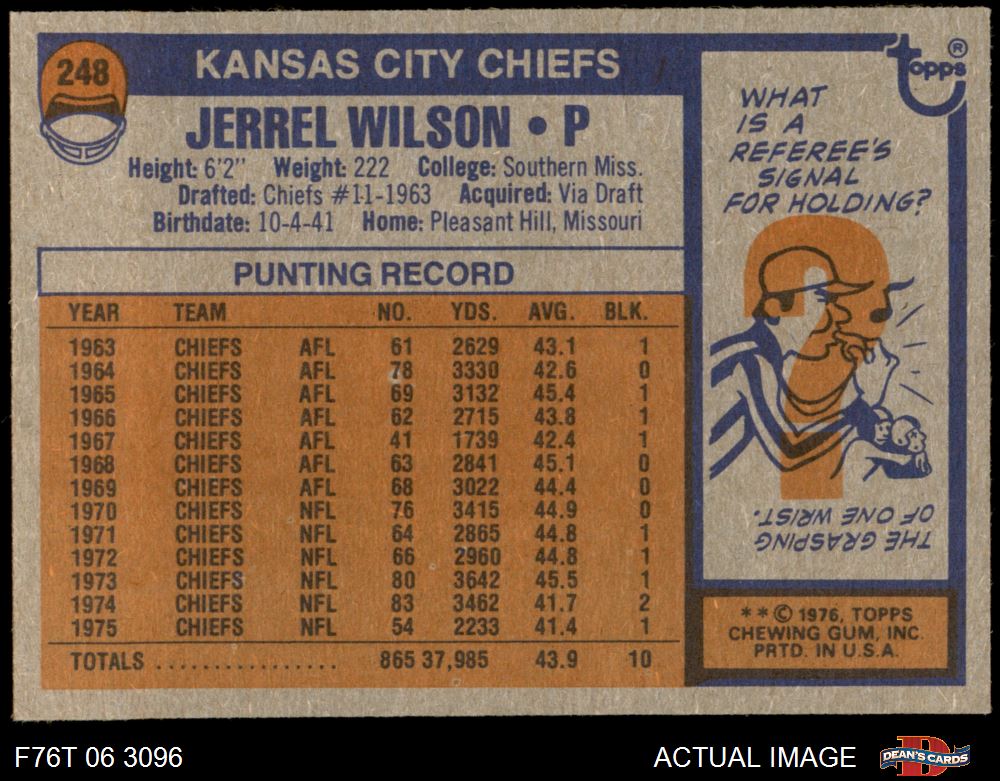 248
KANSAS CITY CHIEFS
JERREL WILSON • P
Height: 6'2" Weight: 222 College: Southern Miss.
Drafted: Chiefs #11-1963 Acquired: Via Draft
Birthdate: 10-4-41 Home: Pleasant Hill, Missouri
PUNTING RECORD
YEAR TEAM NO. YDS. AVG. BLK.
1963 CHIEFS AFL 61 2629 43.1 1
1964 CHIEFS AFL 78 3330 42.6 0
1965 CHIEFS AFL 69 3132 45.4 1
1966 CHIEFS AFL 62 2715 43.8 1
1967 CHIEFS AFL 41 1739 42.4 1
1968 CHIEFS AFL 63 2841 45.1 0
1969 CHIEFS AFL 68 3022 44.4 0
1970 CHIEFS NFL 76 3415 44.9 0
1971 CHIEFS NFL 64 2865 44.8 1
1972 CHIEFS NFL 66 2960 44.8 1
1973 CHIEFS NFL 80 3642 45.5 1
1974 CHIEFS NFL 83 3462 41.7 2
1975 CHIEFS NFL 54 2233 41.4 1
TOTALS ................ 865 37,985 43.9 10
topps ®
WHAT
IS A
REFEREE'S
SIGNAL
FOR HOLDING?
?
THE GRASPING
OF ONE WRIST.
* * © 1976, TOPPS
CHEWING GUM, INC.
PRTD. IN U.S.A.
F76T 06 3096
ACTUAL IMAGE
D
DEAN'S CARDS